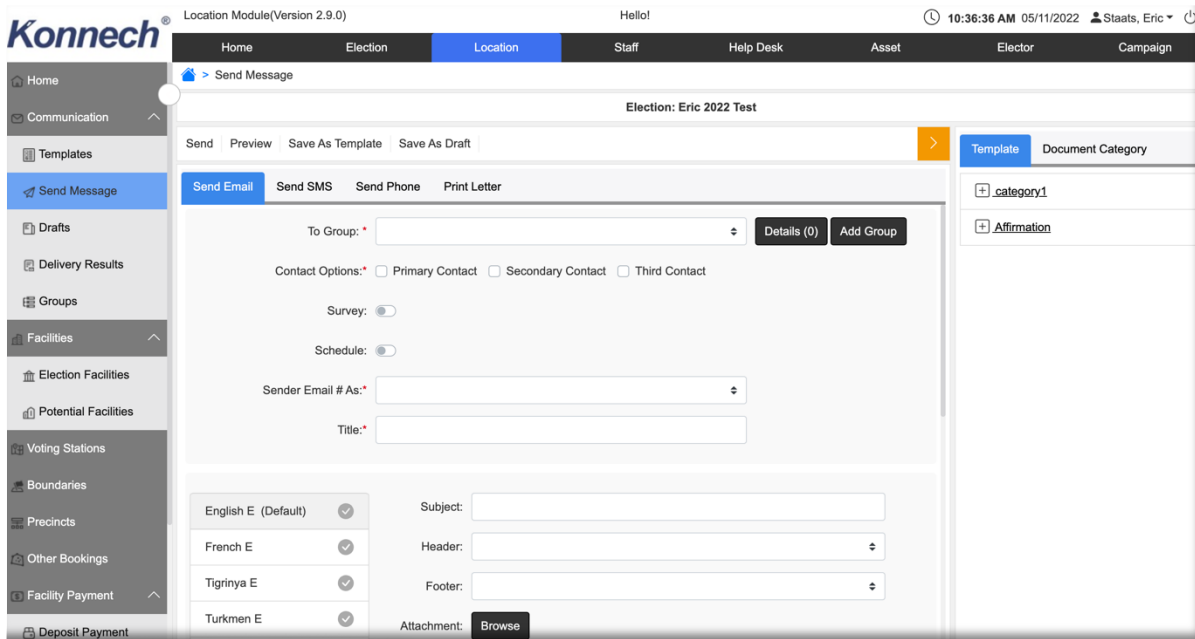 Konnech®
Location Module(Version 2.9.0)
Hello!
10:36:36 AM 05/11/2022 Staats, Eric
Home Election Location Staff Help Desk Asset Elector Campaign
Home
Communication
Templates
Send Message
Drafts
Delivery Results
Groups
Facilities
Election Facilities
Potential Facilities
Voting Stations
Boundaries
Precincts
Other Bookings
Facility Payment
Deposit Payment
> Send Message
Election: Eric 2022 Test
Send Preview Save As Template Save As Draft
Send Email Send SMS Send Phone Print Letter
To Group: * Details (0) Add Group
Contact Options:* Primary Contact Secondary Contact Third Contact
Survey:
Schedule:
Sender Email # As:*
Title:*
English E (Default)
French E
Tigrinya E
Turkmen E
Subject:
Header:
Footer:
Attachment: Browse
Template Document Category
category1
Affirmation